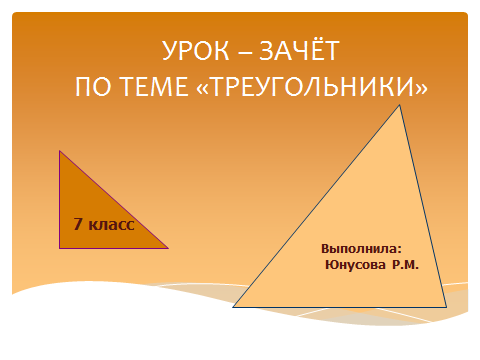 УРОК – ЗАЧЁТ
ПО ТЕМЕ «ТРЕУГОЛЬНИКИ»
7 класс
Выполнила:
Юнусова Р.М.